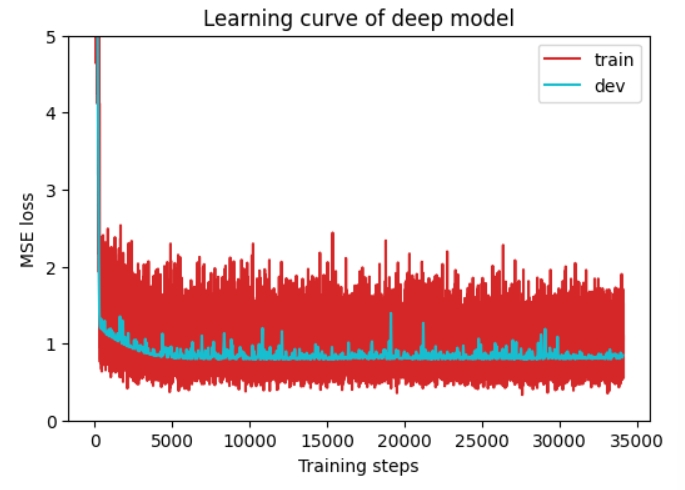 Learning curve of deep model
train
dev
MSE loss
5
4
3
2
1
0
0 5000 10000 15000 20000 25000 30000 35000
Training steps